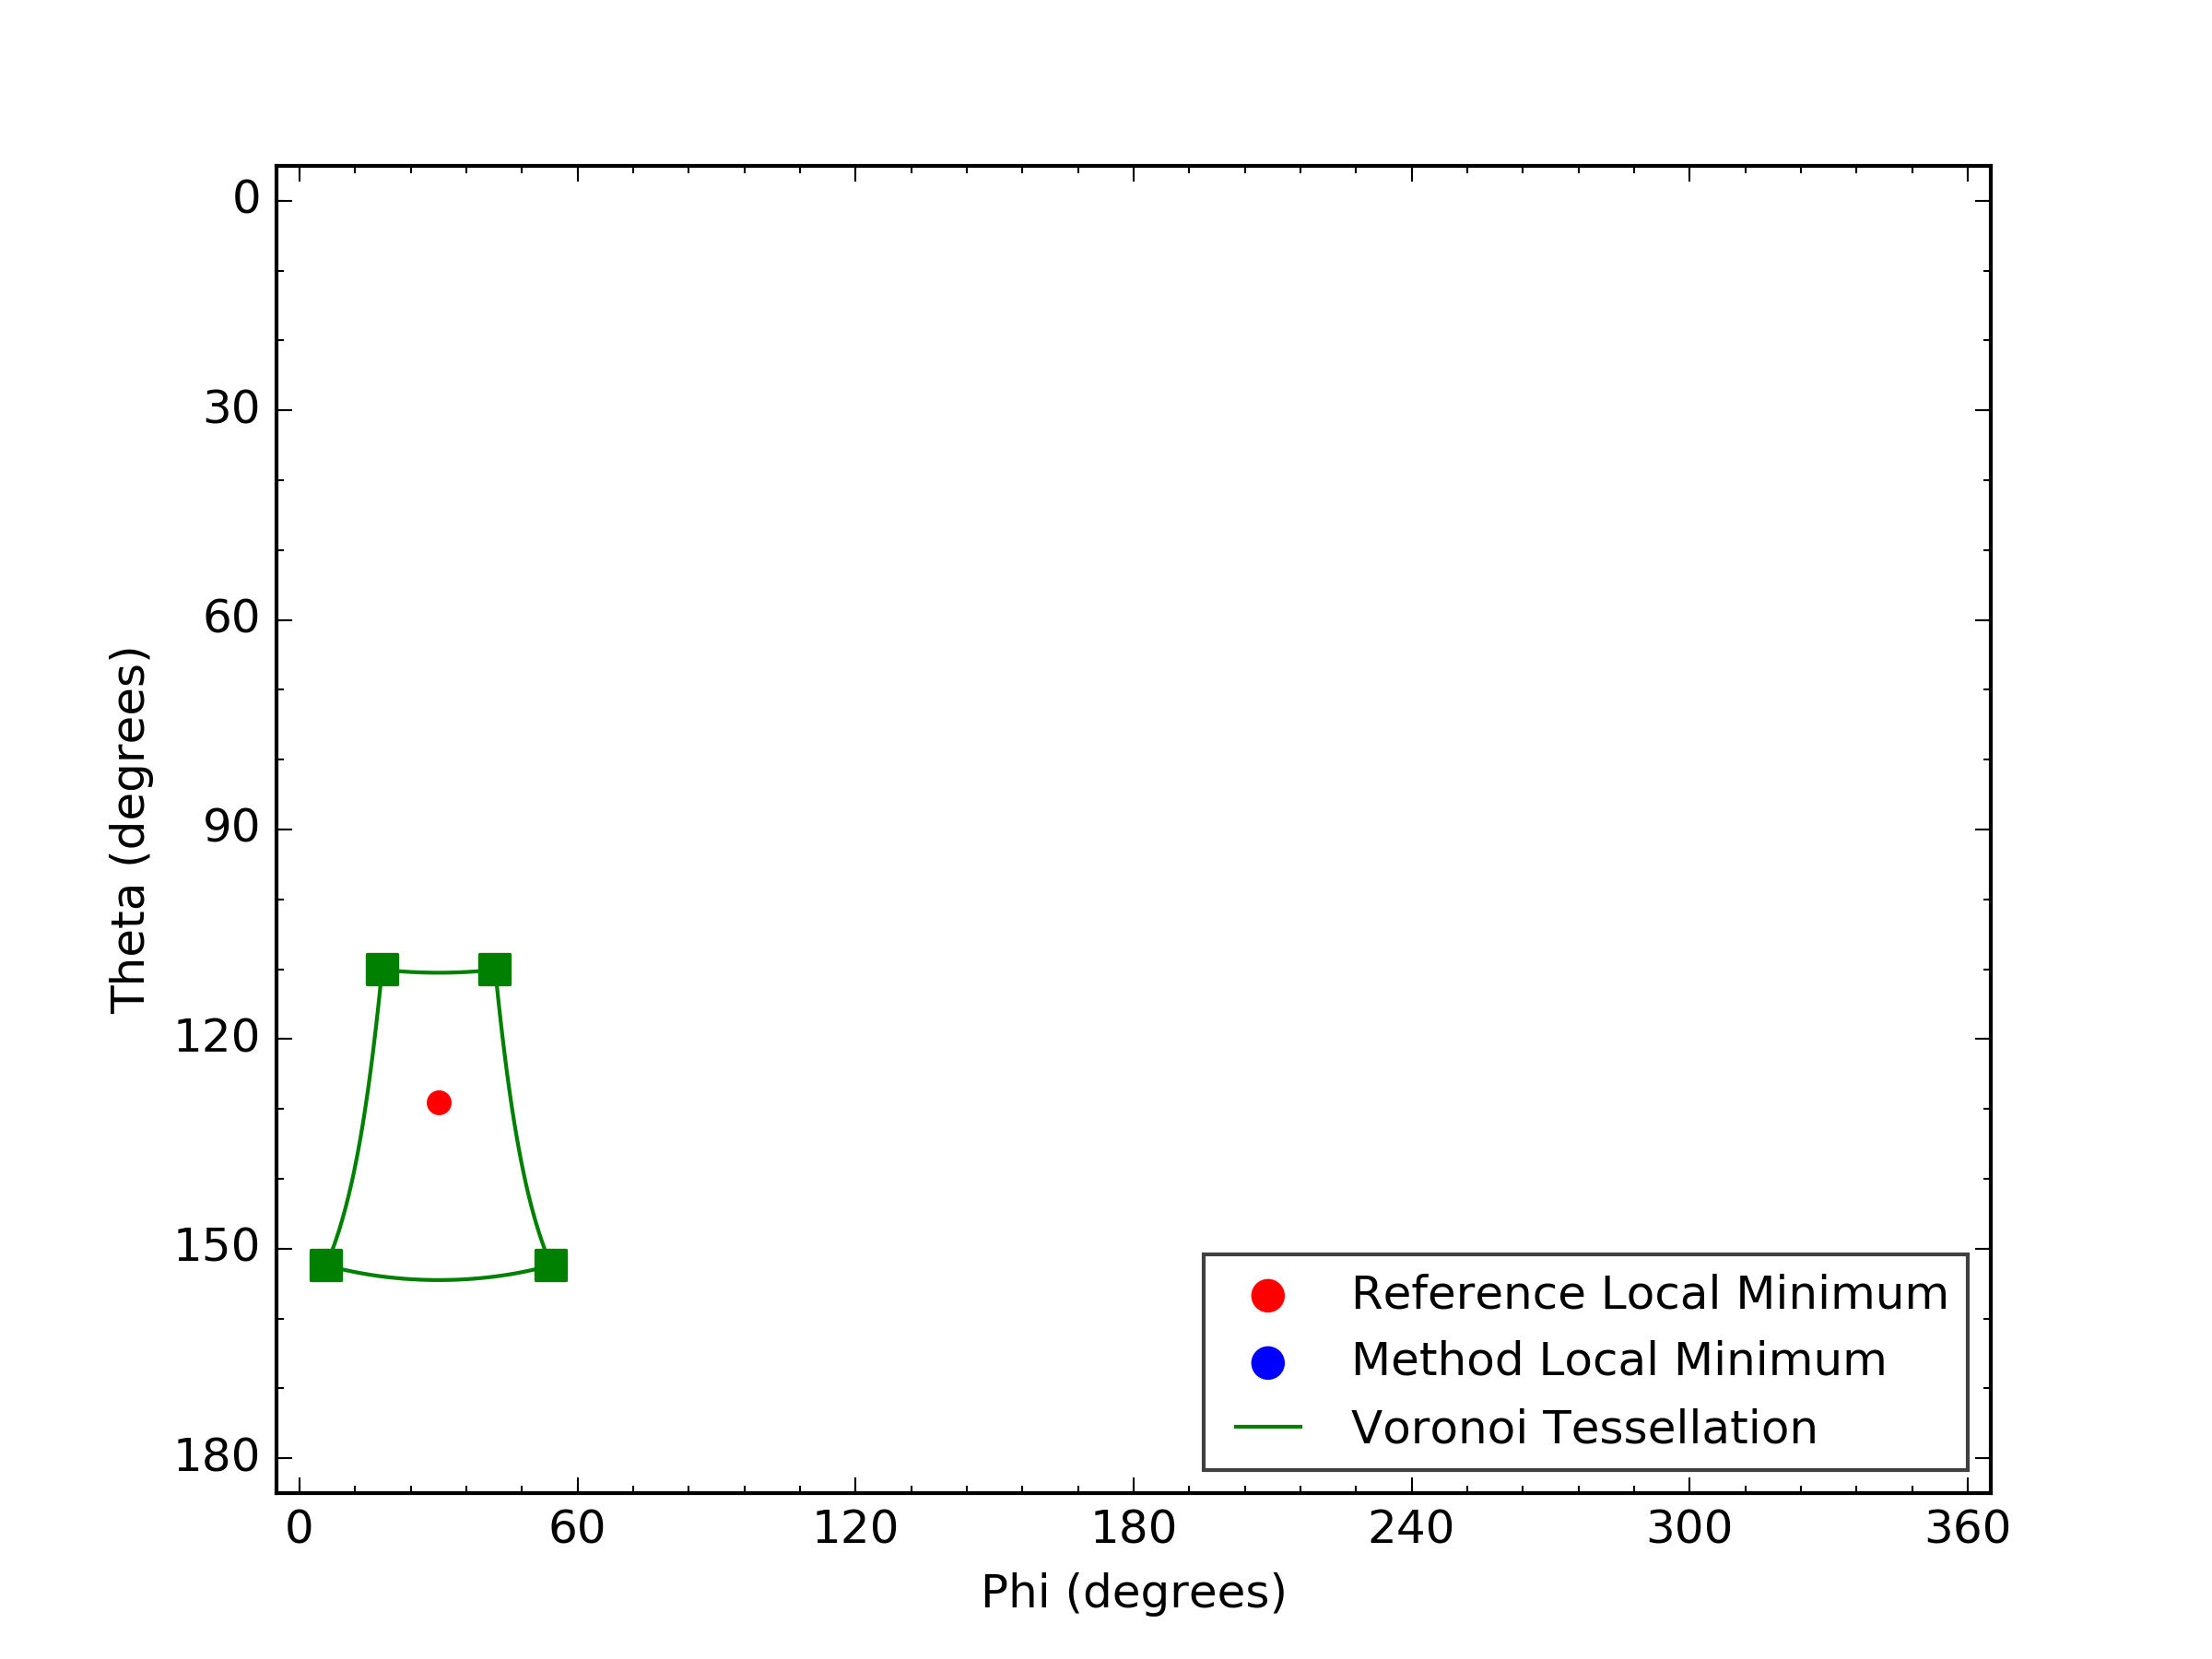 0
30
60
90
120
150
180
Theta (degrees)
Reference Local Minimum
Method Local Minimum
Voronoi Tessellation
0 60 120 180 240 300 360
Phi (degrees)